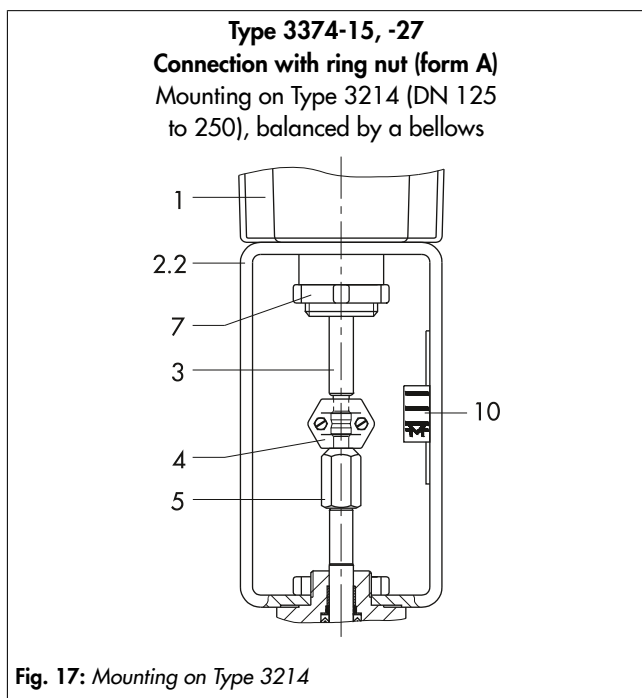 Type 3374-15, -27
Connection with ring nut (form A)
Mounting on Type 3214 (DN 125
to 250), balanced by a bellows
1
2.2
7
3
10
4
5
Fig. 17: Mounting on Type 3214